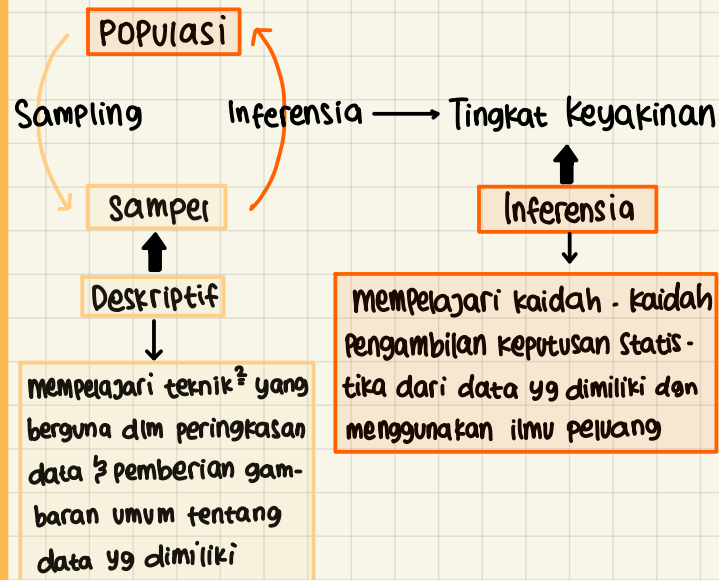 Populasi
Sampling
Inferensia → Tingkat Keyakinan
Sampel
Inferensia
Deskriptif
mempelajari kaidah - kaidah
Pengambilan keputusan statis-
tika dari data yg dimiliki dgn
menggunakan ilmu peluang
mempelajari teknik² yang
berguna dlm peringkasan
data & pemberian gam-
baran umum tentang
data yg dimiliki